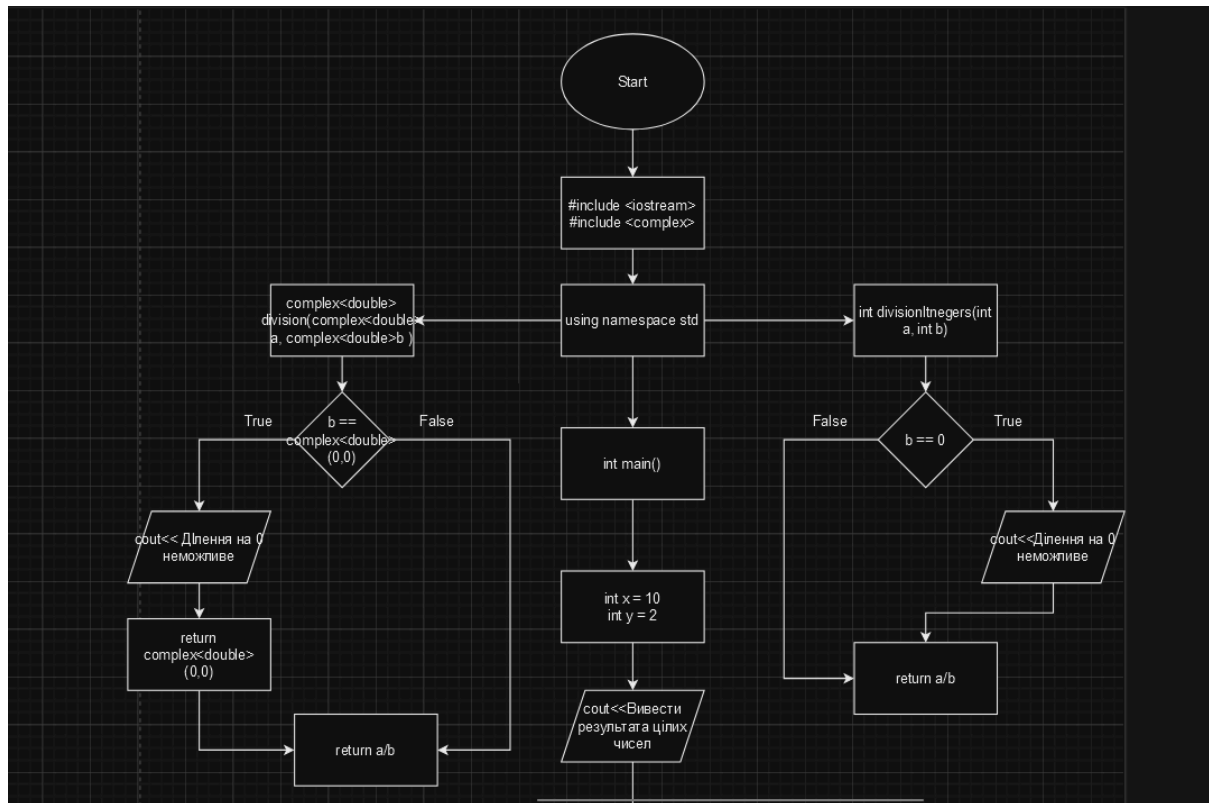 Start
#include <iostream>
#include <complex>
complex<double>
division(complex<double>
a, complex<double>b )
using namespace std
int divisionItnegers(int
a, int b)
True
b ==
complex<double>
(0,0)
False
False
b == 0
True
int main()
cout<< Ділення на 0
неможливе
cout<<Ділення на 0
неможливе
int x = 10
int y = 2
return
complex<double>
(0,0)
return a/b
cout<<Вивести
результата цілих
чисел
return a/b